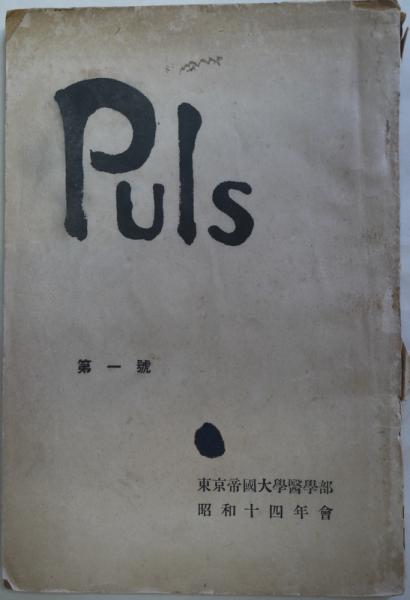 Puls
第一號
東京帝國大學醫學部
昭和十四年會